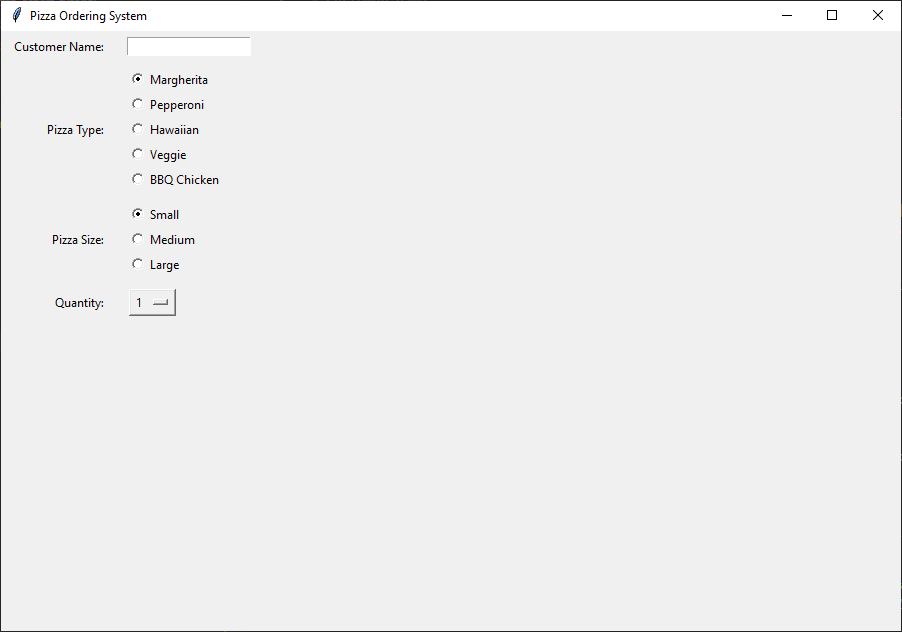 Pizza Ordering System
Customer Name:
Margherita
Pepperoni
Pizza Type: Hawaiian
Veggie
BBQ Chicken
Small
Pizza Size: Medium
Large
Quantity: 1